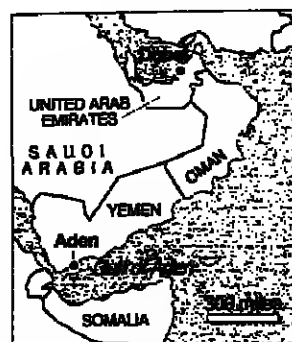 UNITED ARAB
EMIRATES
SAUDI
ARABIA
OMAN
YEMEN
Aden
Gulf of Aden
SOMALIA
300 miles